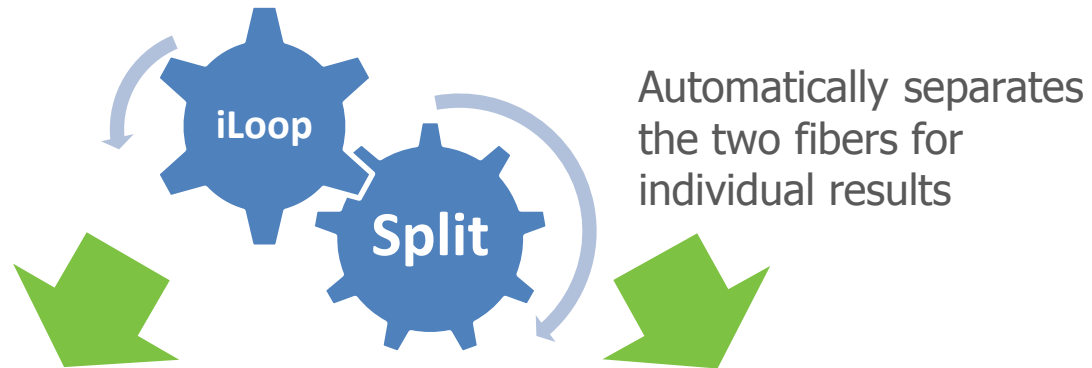 iLoop
Split
Automatically separates
the two fibers for
individual results